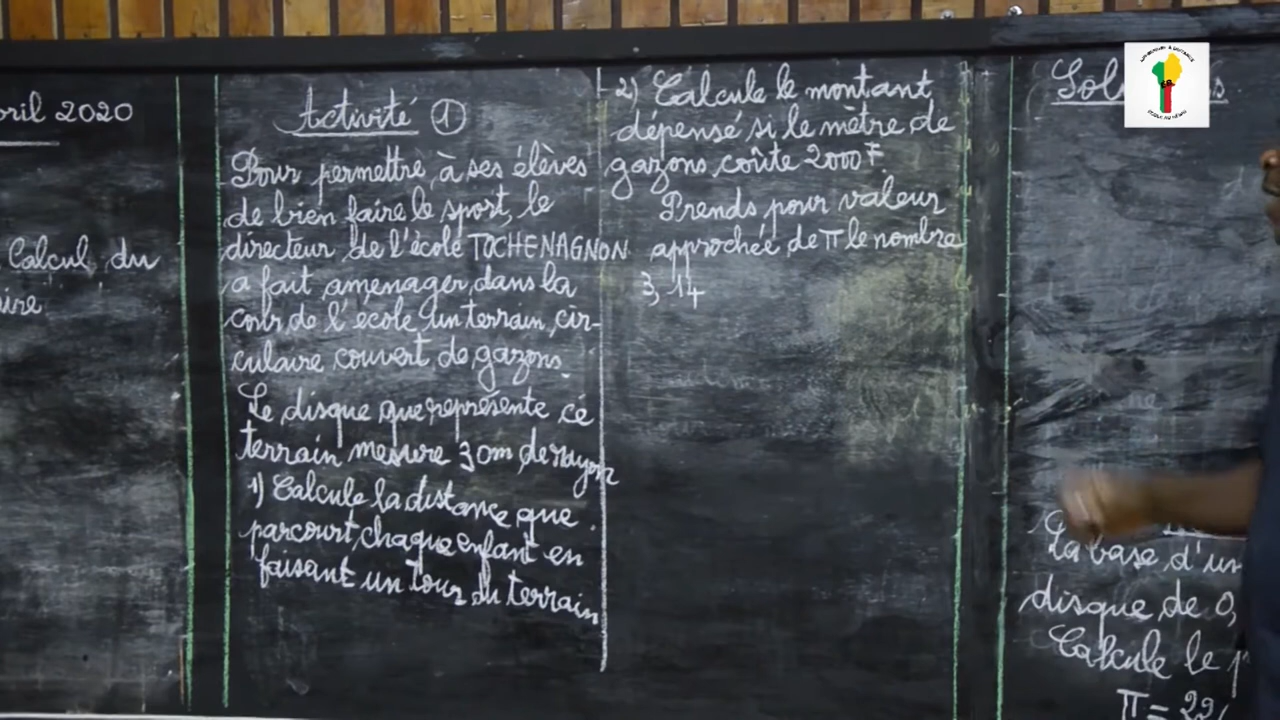 ril 2020
Calcul du
ire
Activité 1
Pour permettre à ses élèves
de bien faire le sport, le
directeur de l'école TOCHENAGNON
a fait aménager dans la
cour de l'école un terrain cir-
culaire couvert de gazons.
Le disque que représente ce
terrain mesure 30m de rayon
1) Calcule la distance que
parcourt chaque enfant en
faisant un tour du terrain
2) Calcule le montant
dépensé si le mètre de
gazons coûte 2000F.
Prends pour valeur
approchée de π le nombre
3,14
Sol
La base d'un
disque de 0,
Calcule le
π = 22